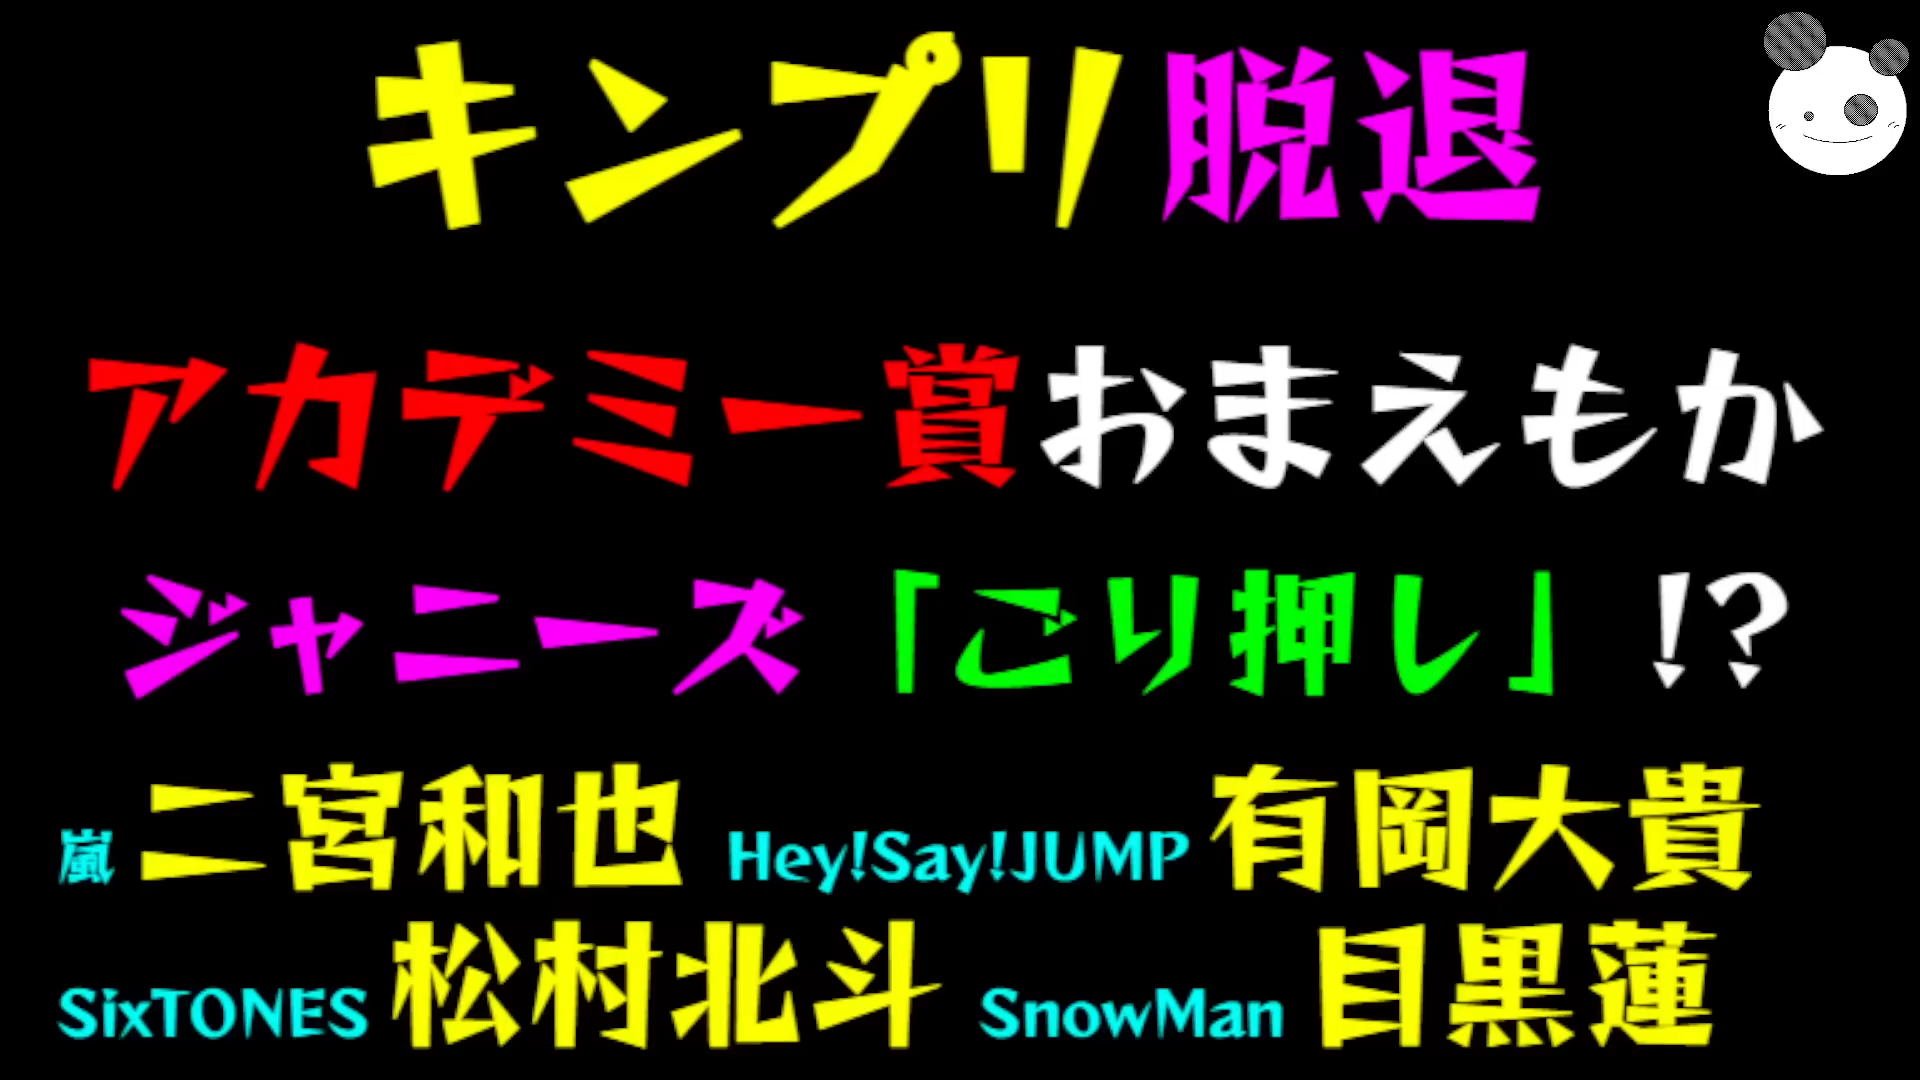 キンプリ脱退
アカデミー賞おまえもか
ジャニーズ「ごり押し」!?
嵐 二宮和也 Hey!Say!JUMP 有岡大貴
SixTONES 松村北斗 SnowMan 目黒蓮